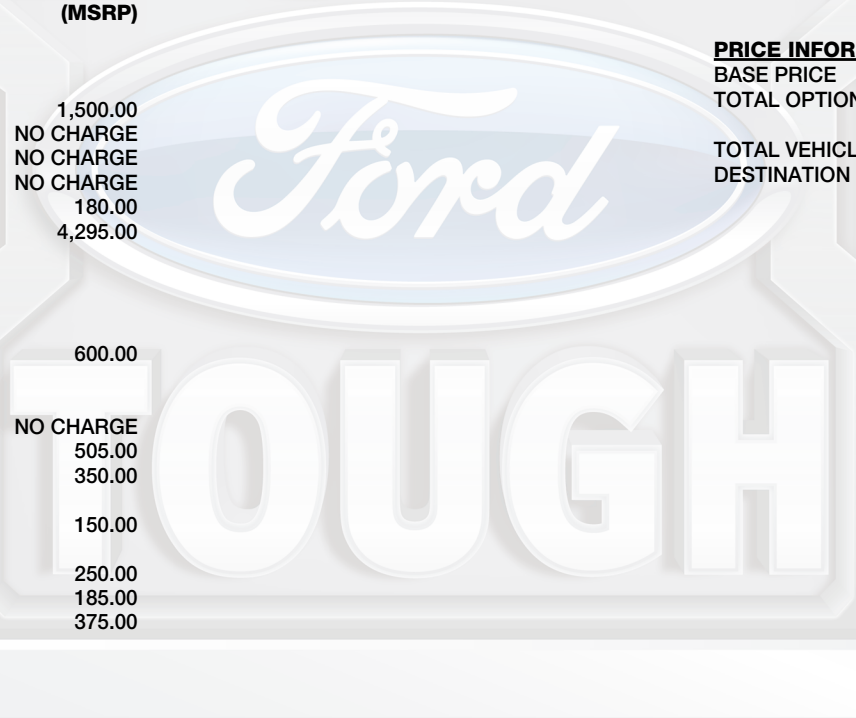 (MSRP)
1,500.00
NO CHARGE
NO CHARGE
NO CHARGE
180.00
4,295.00
600.00
NO CHARGE
505.00
350.00
150.00
250.00
185.00
375.00
PRICE INFOR
BASE PRICE
TOTAL OPTION
TOTAL VEHICL
DESTINATION
Ford
TOUGH